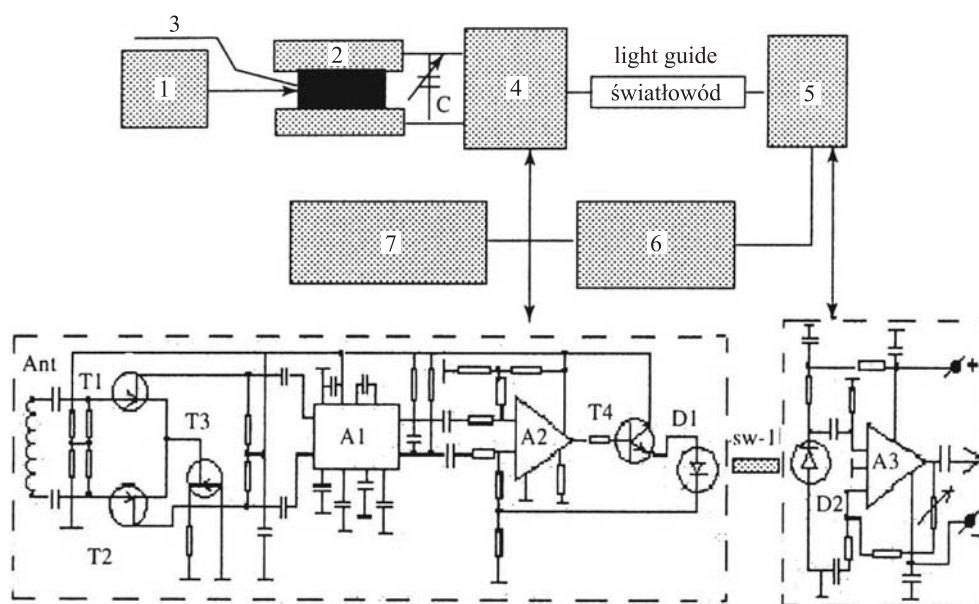 3
1
2
C
4
light guide
światłowód
5
7
6
Ant
T1
T2
T3
A1
A2
T4
D1
sw-1
D2
A3
+
-